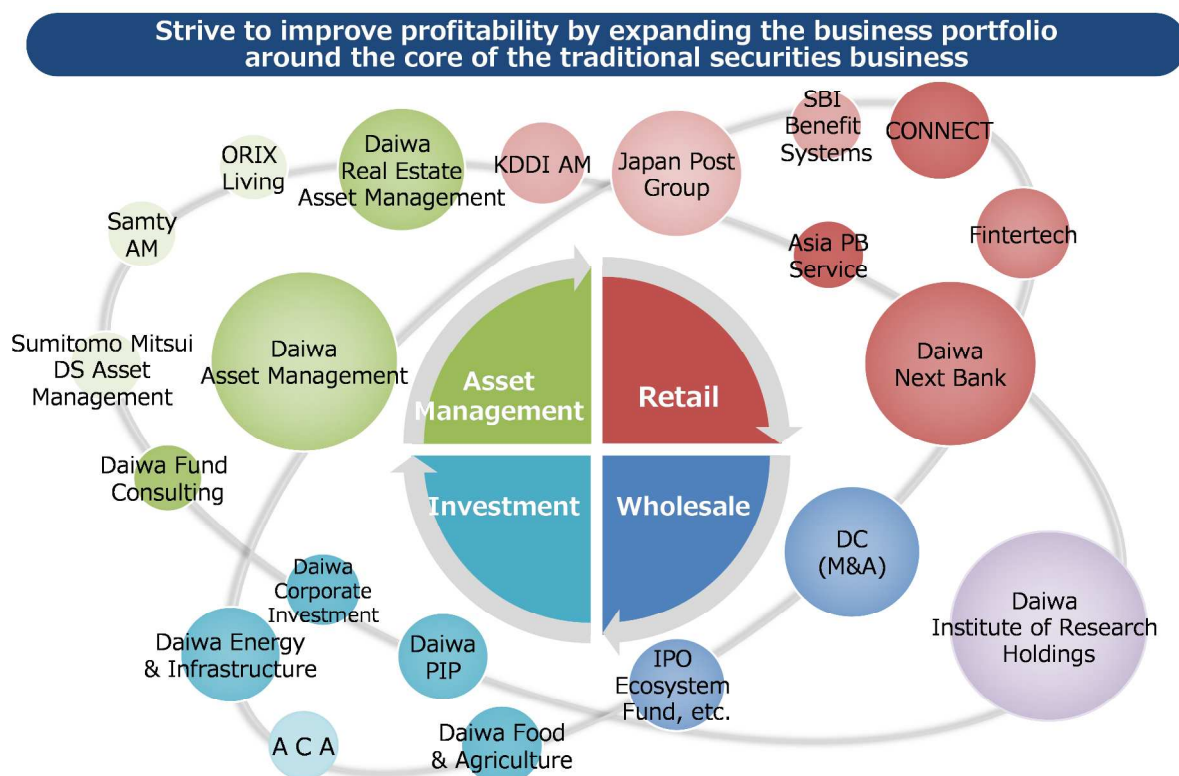 Strive to improve profitability by expanding the business portfolio
around the core of the traditional securities business
SBI
Benefit
Systems
CONNECT
Daiwa
Real Estate
Asset Management
KDDI AM
Japan Post
Group
ORIX
Living
Samty
AM
Fintertech
Asia PB
Service
Sumitomo Mitsui
DS Asset
Management
Daiwa
Asset Management
Daiwa
Next Bank
Asset
Management
Retail
Daiwa Fund
Consulting
Investment
Wholesale
DC
(M&A)
Daiwa
Corporate
Investment
Daiwa
Institute of Research
Holdings
Daiwa Energy
& Infrastructure
Daiwa
PIP
IPO
Ecosystem
Fund, etc.
A C A
Daiwa Food
& Agriculture